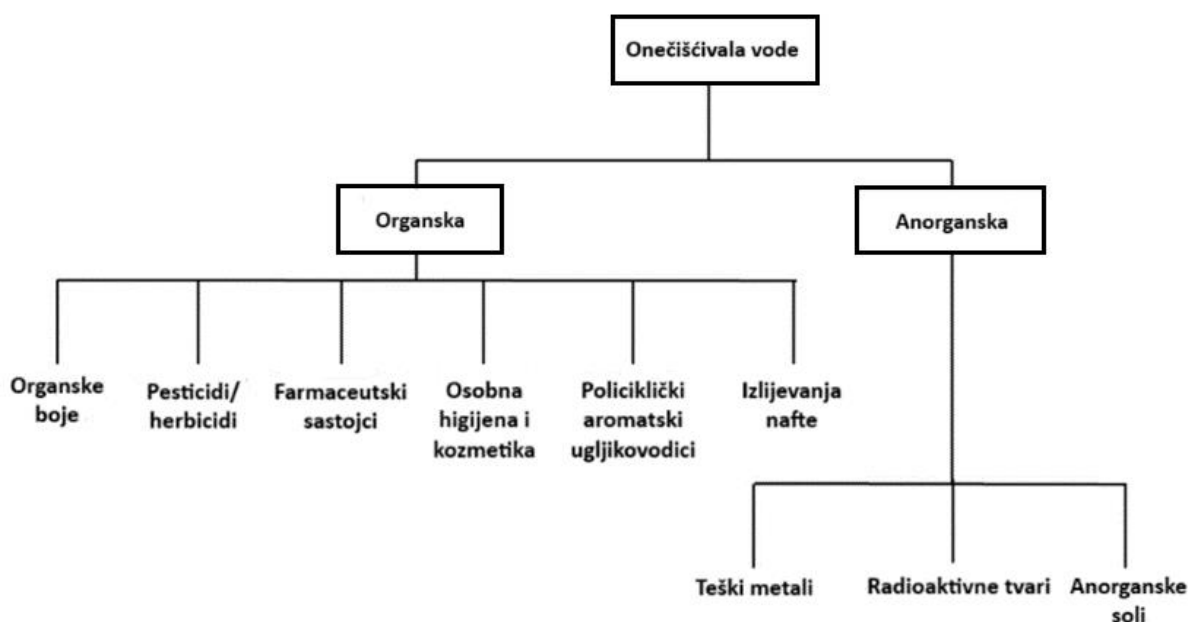 Onečišćivala vode
Organska
Anorganska
Organske
boje
Pesticidi/
herbicidi
Farmaceutski
sastojci
Osobna
higijena i
kozmetika
Policiklički
aromatski
ugljikovodici
Izlijevanja
nafte
Teški metali
Radioaktivne tvari
Anorganske
soli